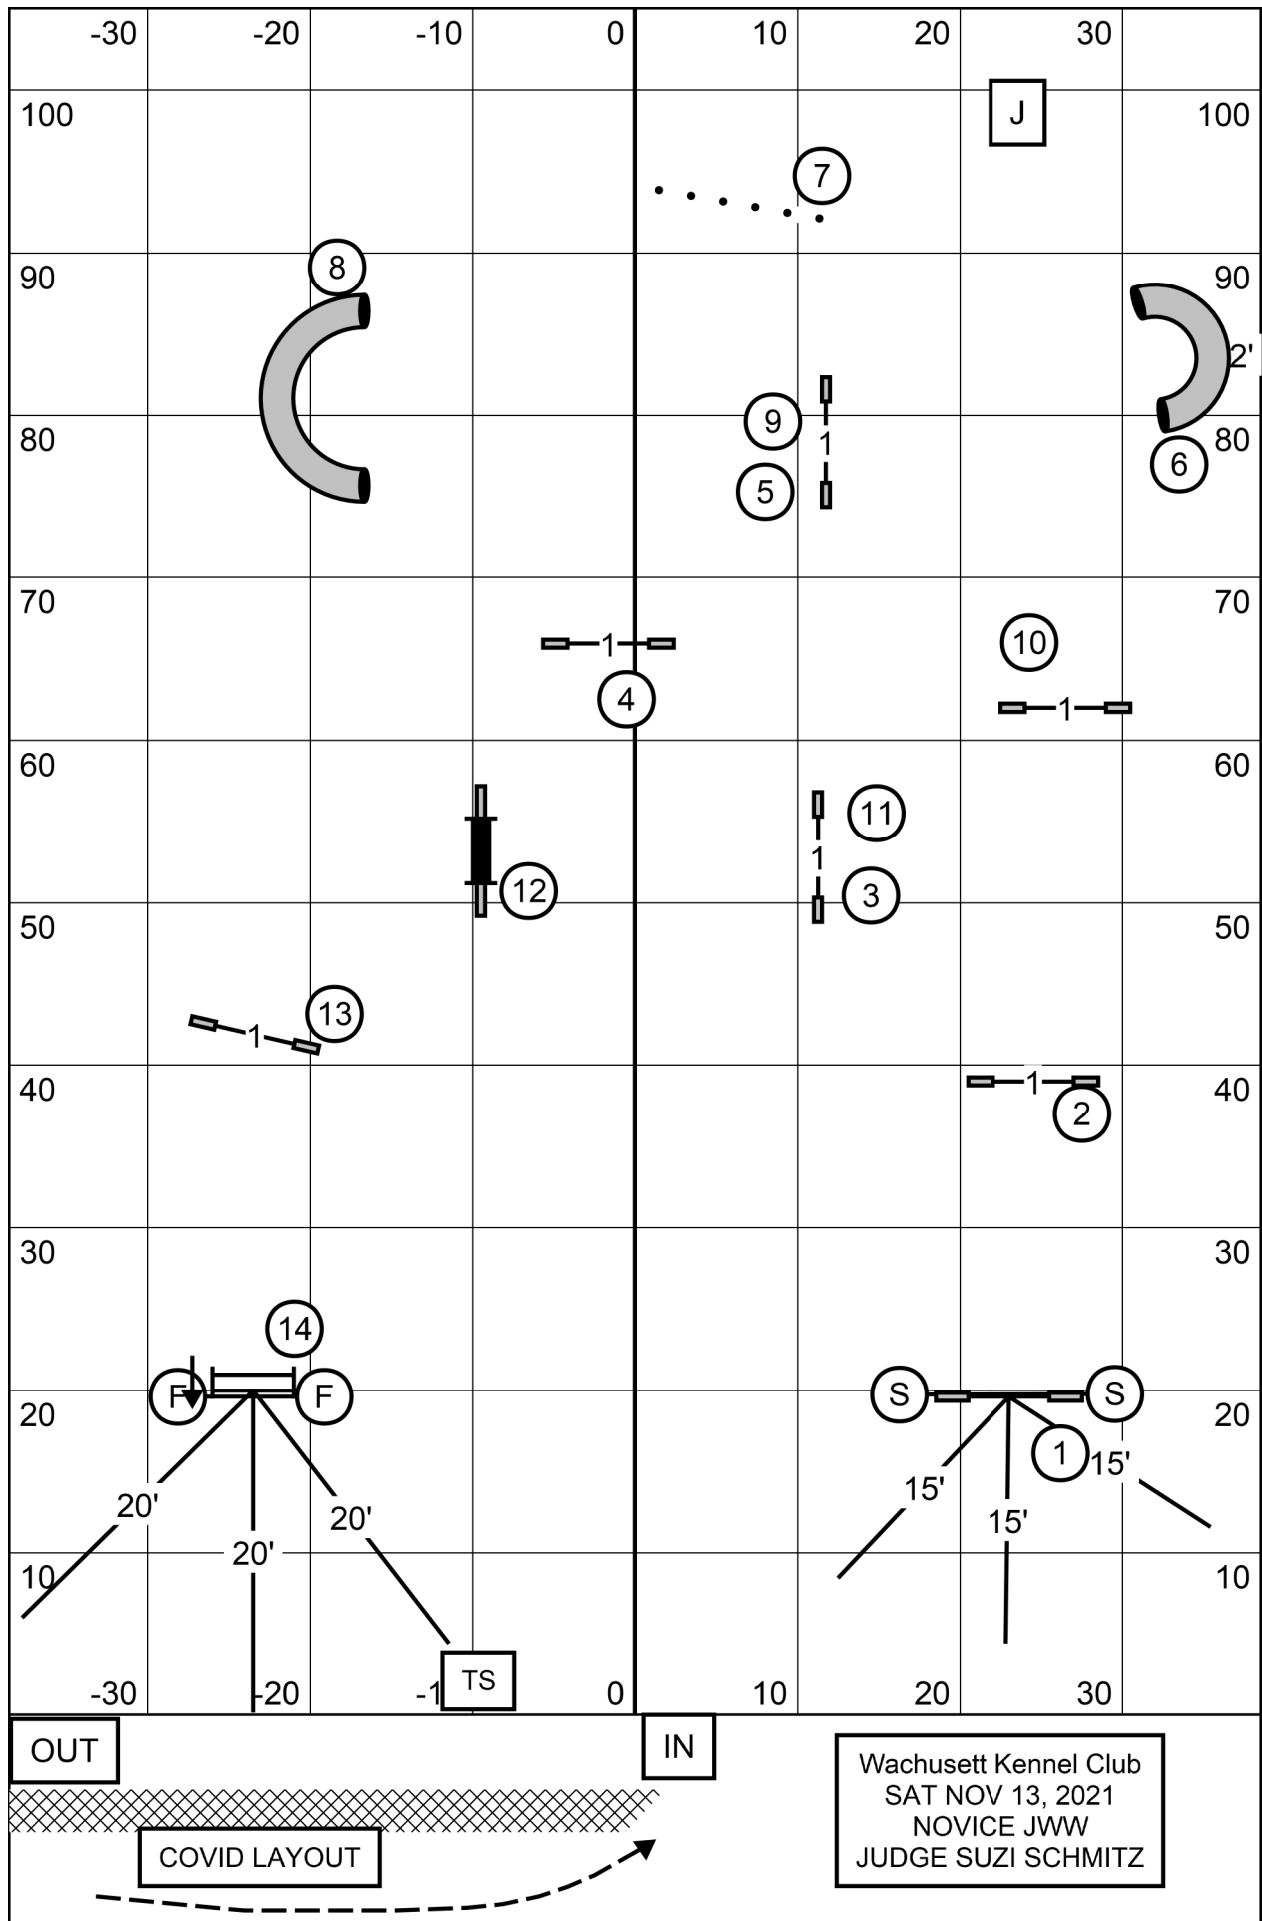 -30 -20 -10 0 10 20 30
100 J 100
7
90 8 90
2'
80 9 1 80
5 6
70 70
1 10
4 1
60 60
11
1
12 3
50 50
13
1
40 1 40
2
30 30
14
F F S S
20 20
1 15'
20' 20' 15'
20' 15'
10 10
TS
-30 -20 -1 0 10 20 30
OUT IN
Wachusett Kennel Club
SAT NOV 13, 2021
NOVICE JWW
JUDGE SUZI SCHMITZ
COVID LAYOUT